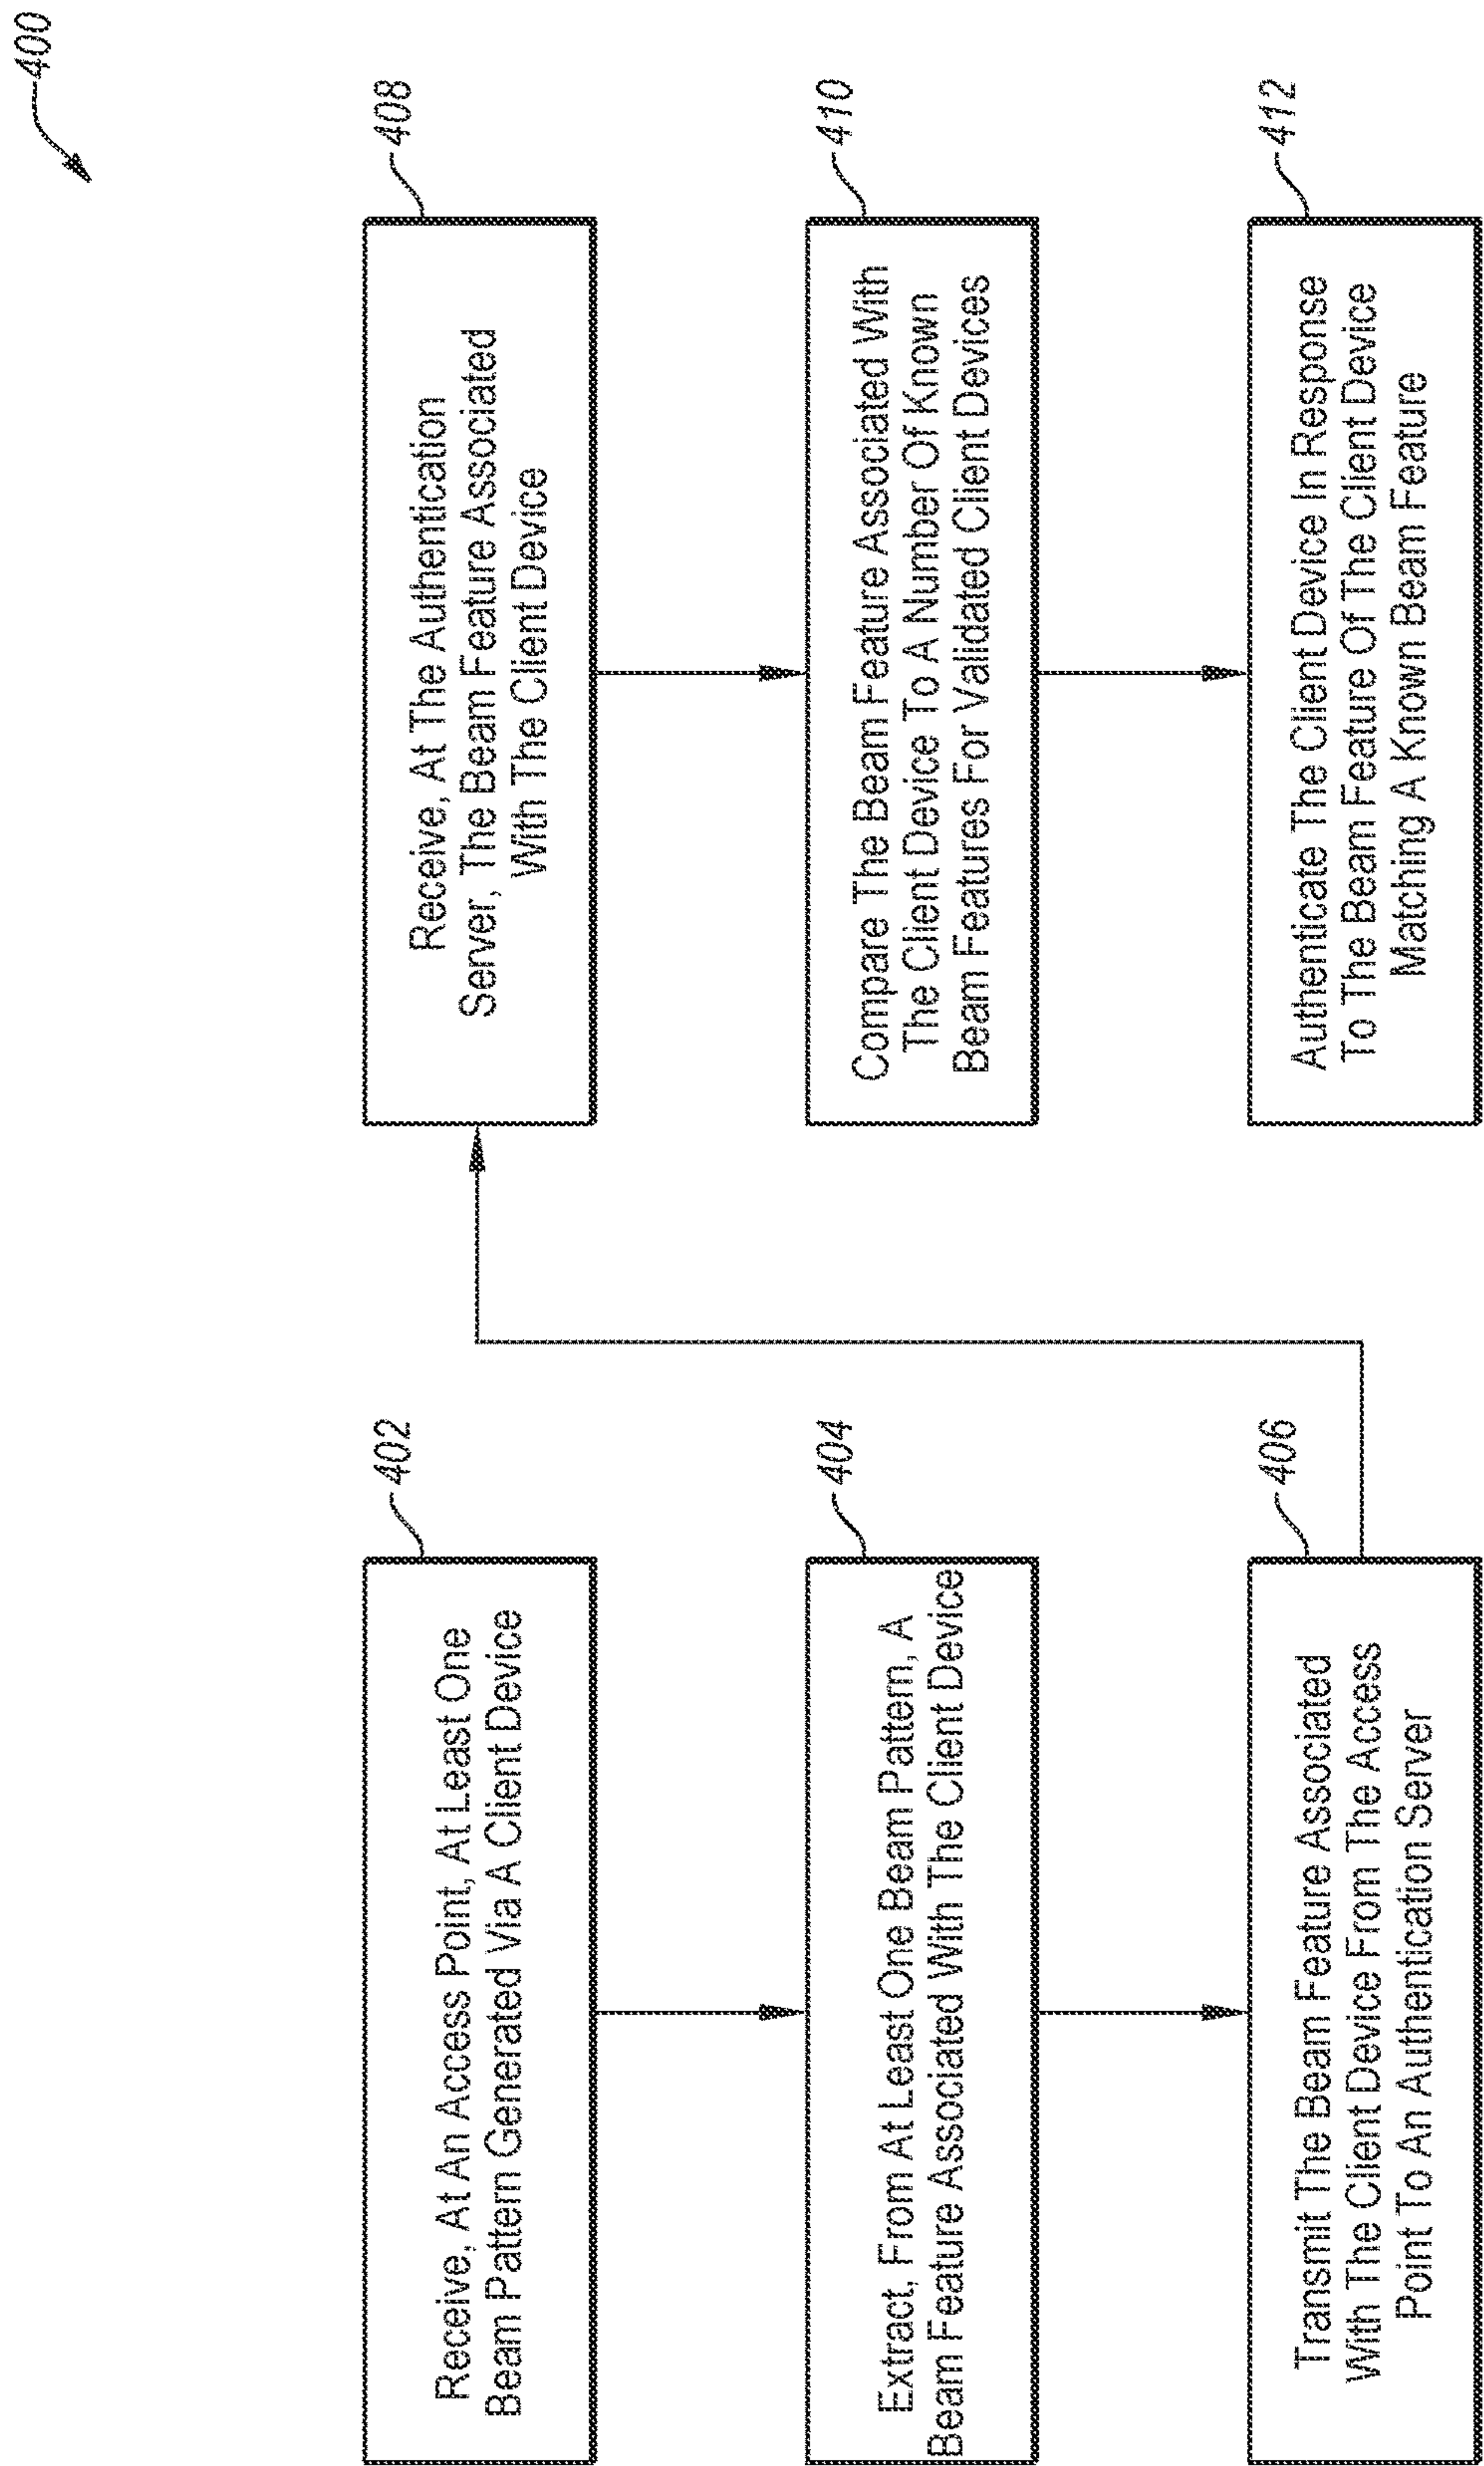 400
402
Receive, At An Access Point, At Least One
Beam Pattern Generated Via A Client Device
404
Extract, From At Least One Beam Pattern, A
Beam Feature Associated With The Client Device
406
Transmit The Beam Feature Associated
With The Client Device From The Access
Point To An Authentication Server
408
Receive, At The Authentication
Server, The Beam Feature Associated
With The Client Device
410
Compare The Beam Feature Associated With
The Client Device To A Number Of Known
Beam Features For Validated Client Devices
412
Authenticate The Client Device In Response
To The Beam Feature Of The Client Device
Matching A Known Beam Feature